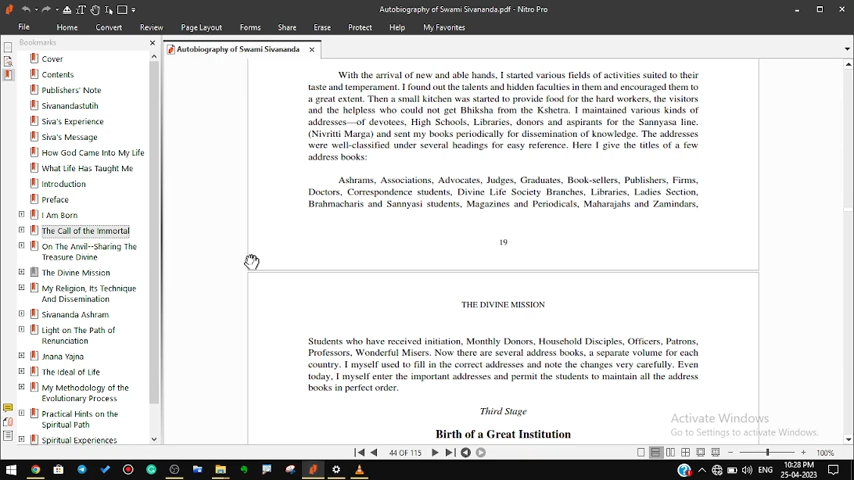 Autobiography of Swami Sivananda.pdf - Nitro Pro
File Home Convert Review Page Layout Forms Share Erase Protect Help My Favorites
Bookmarks
Autobiography of Swami Sivananda
Cover
Contents
Publishers' Note
Sivanandastutih
Siva's Experience
Siva's Message
How God Came Into My Life
What Life Has Taught Me
Introduction
Preface
I Am Born
The Call of the Immortal
On The Anvil--Sharing The
Treasure Divine
The Divine Mission
My Religion, Its Technique
And Dissemination
Sivananda Ashram
Light on The Path of
Renunciation
Jnana Yajna
The Ideal of Life
My Methodology of the
Evolutionary Process
Practical Hints on the
Spiritual Path
Spiritual Experiences
With the arrival of new and able hands, I started various fields of activities suited to their
taste and temperament. I found out the talents and hidden faculties in them and encouraged them to
a great extent. Then a small kitchen was started to provide food for the hard workers, the visitors
and the helpless who could not get Bhiksha from the Kshetra. I maintained various kinds of
addresses—of devotees, High Schools, Libraries, donors and aspirants for the Sannyasa line.
(Nivritti Marga) and sent my books periodically for dissemination of knowledge. The addresses
were well-classified under several headings for easy reference. Here I give the titles of a few
address books:
Ashrams, Associations, Advocates, Judges, Graduates, Book-sellers, Publishers, Firms,
Doctors, Correspondence students, Divine Life Society Branches, Libraries, Ladies Section,
Brahmacharis and Sannyasi students, Magazines and Periodicals, Maharajahs and Zamindars,
19
THE DIVINE MISSION
Students who have received initiation, Monthly Donors, Household Disciples, Officers, Patrons,
Professors, Wonderful Misers. Now there are several address books, a separate volume for each
country. I myself used to fill in the correct addresses and note the changes very carefully. Even
today, I myself enter the important addresses and permit the students to maintain all the address
books in perfect order.
Third Stage
Birth of a Great Institution
Activate Windows
Go to Settings to activate Windows.
44 OF 115
100%
ENG
10:28 PM
25-04-2023